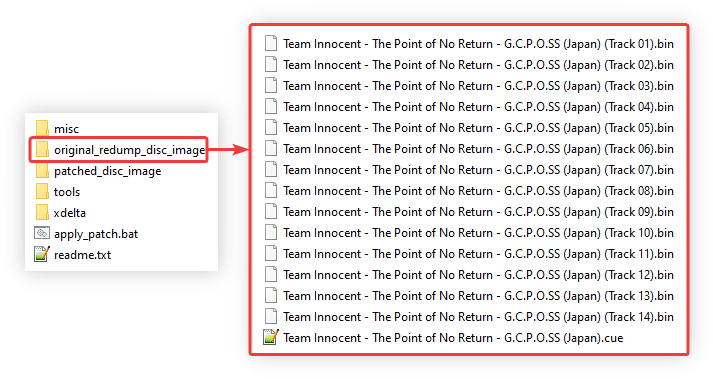 misc
original_redump_disc_image
patched_disc_image
tools
xdelta
apply_patch.bat
readme.txt
Team Innocent - The Point of No Return - G.C.P.O.SS (Japan) (Track 01).bin
Team Innocent - The Point of No Return - G.C.P.O.SS (Japan) (Track 02).bin
Team Innocent - The Point of No Return - G.C.P.O.SS (Japan) (Track 03).bin
Team Innocent - The Point of No Return - G.C.P.O.SS (Japan) (Track 04).bin
Team Innocent - The Point of No Return - G.C.P.O.SS (Japan) (Track 05).bin
Team Innocent - The Point of No Return - G.C.P.O.SS (Japan) (Track 06).bin
Team Innocent - The Point of No Return - G.C.P.O.SS (Japan) (Track 07).bin
Team Innocent - The Point of No Return - G.C.P.O.SS (Japan) (Track 08).bin
Team Innocent - The Point of No Return - G.C.P.O.SS (Japan) (Track 09).bin
Team Innocent - The Point of No Return - G.C.P.O.SS (Japan) (Track 10).bin
Team Innocent - The Point of No Return - G.C.P.O.SS (Japan) (Track 11).bin
Team Innocent - The Point of No Return - G.C.P.O.SS (Japan) (Track 12).bin
Team Innocent - The Point of No Return - G.C.P.O.SS (Japan) (Track 13).bin
Team Innocent - The Point of No Return - G.C.P.O.SS (Japan) (Track 14).bin
Team Innocent - The Point of No Return - G.C.P.O.SS (Japan).cue